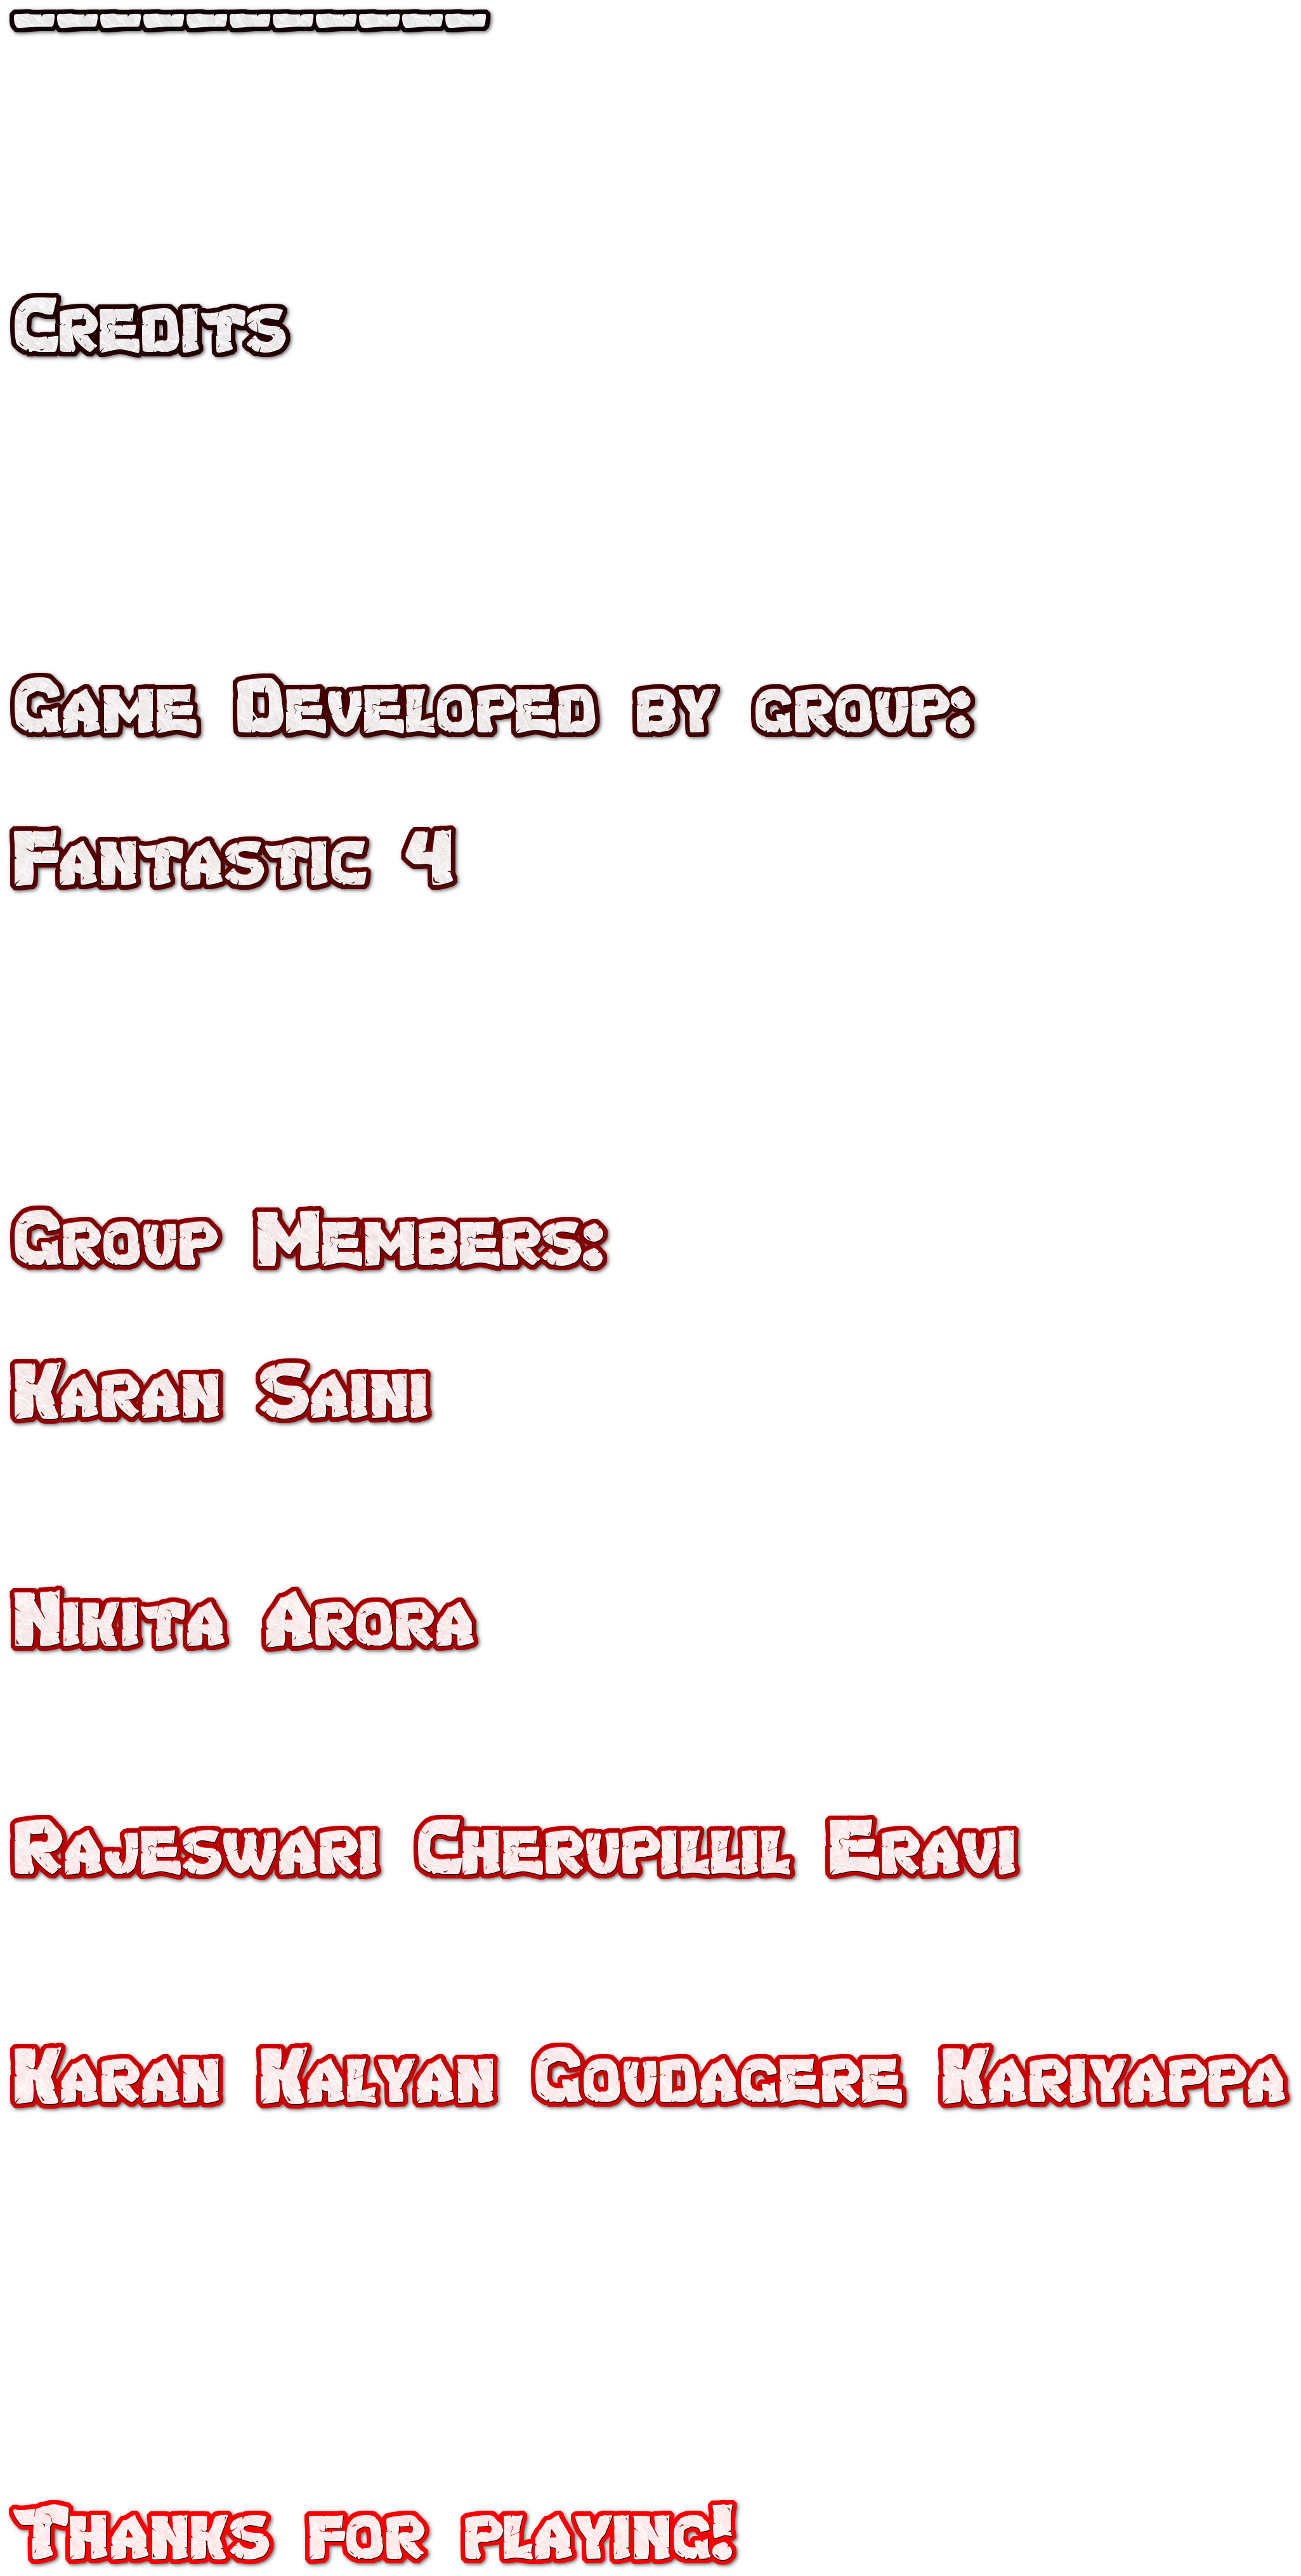 ___________
Credits
Game Developed by group:
Fantastic 4
Group Members:
Karan Saini
Nikita Arora
Rajeswari Cherupillil Eravi
Karan Kalyan Goudagere Kariyappa
Thanks for playing!